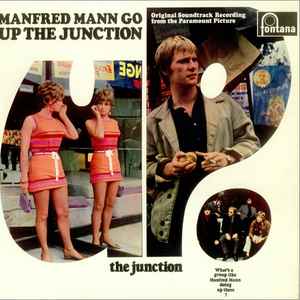 MANFRED MANN GO
UP THE JUNCTION
Original Soundtrack Recording
from the Paramount Picture
fontana
the junction
What's a
group like
Manfred Mann
doing
up there
?